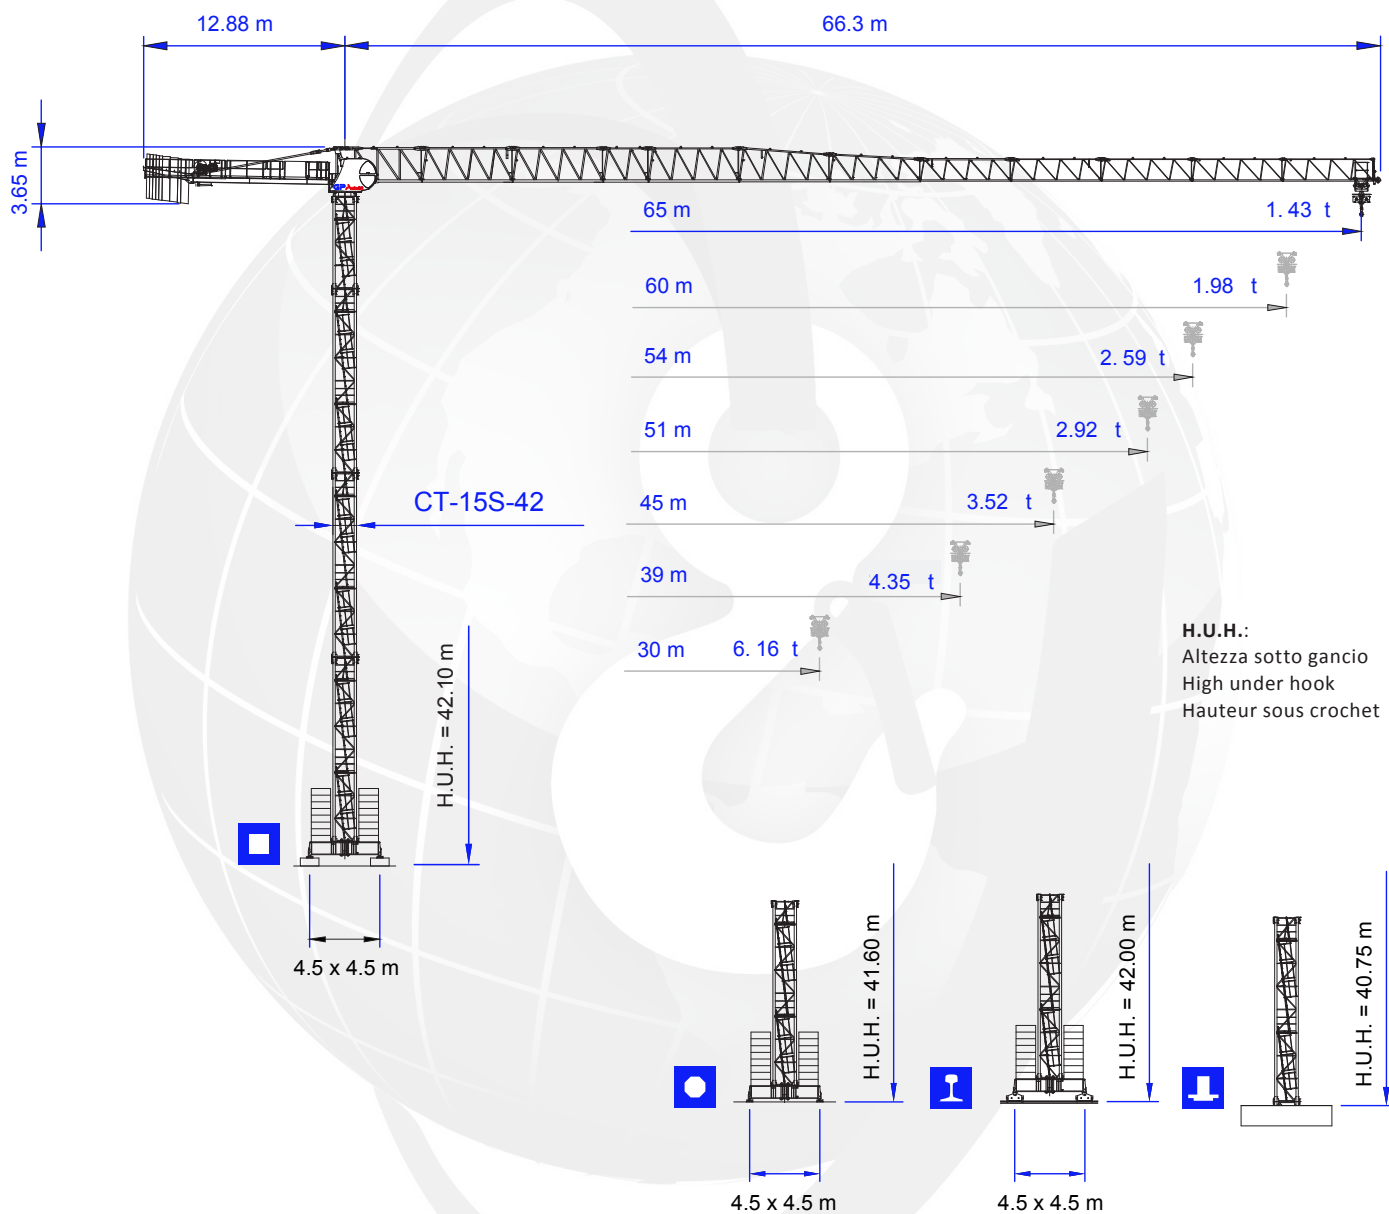 12.88 m
66.3 m
3.65 m
65 m
1.43 t
60 m
1.98 t
54 m
2.59 t
51 m
2.92 t
CT-15S-42
45 m
3.52 t
39 m
4.35 t
30 m
6.16 t
H.U.H.:
Altezza sotto gancio
High under hook
Hauteur sous crochet
H.U.H. = 42.10 m
4.5 x 4.5 m
H.U.H. = 41.60 m
H.U.H. = 42.00 m
H.U.H. = 40.75 m
4.5 x 4.5 m
4.5 x 4.5 m